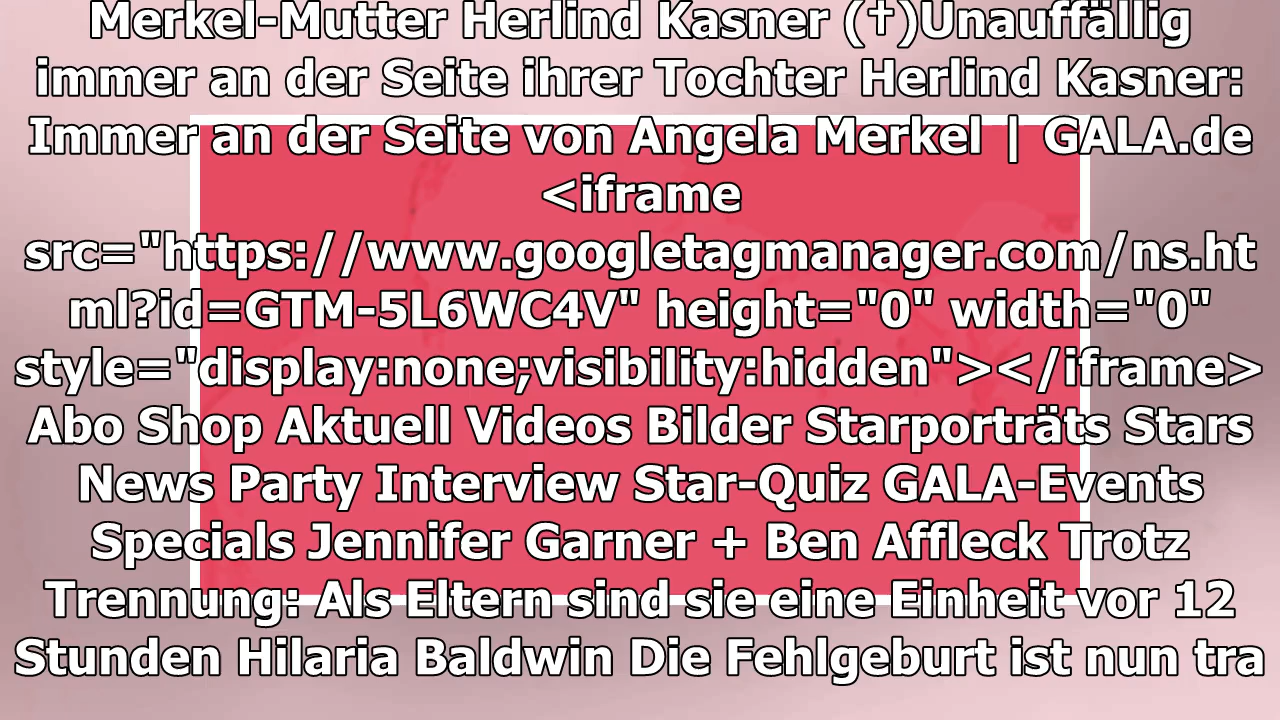 Merkel-Mutter Herlind Kasner (†)Unauffällig
immer an der Seite ihrer Tochter Herlind Kasner:
Immer an der Seite von Angela Merkel | GALA.de
<iframe
src="https://www.googletagmanager.com/ns.ht
ml?id=GTM-5L6WC4V" height="0" width="0"
style="display:none;visibility:hidden"></iframe>
Abo Shop Aktuell Videos Bilder Starporträts Stars
News Party Interview Star-Quiz GALA-Events
Specials Jennifer Garner + Ben Affleck Trotz
Trennung: Als Eltern sind sie eine Einheit vor 12
Stunden Hilaria Baldwin Die Fehlgeburt ist nun tra